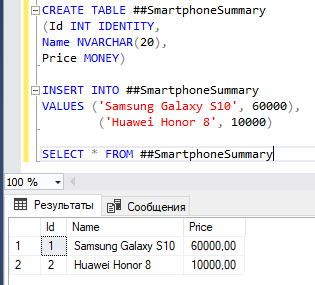 CREATE TABLE ##SmartphoneSummary
(Id INT IDENTITY,
Name NVARCHAR(20),
Price MONEY)
INSERT INTO ##SmartphoneSummary
VALUES ('Samsung Galaxy S10', 60000),
('Huawei Honor 8', 10000)
SELECT * FROM ##SmartphoneSummary
100 %
Результаты Сообщения
Id Name Price
1 1 Samsung Galaxy S10 60000,00
2 2 Huawei Honor 8 10000,00